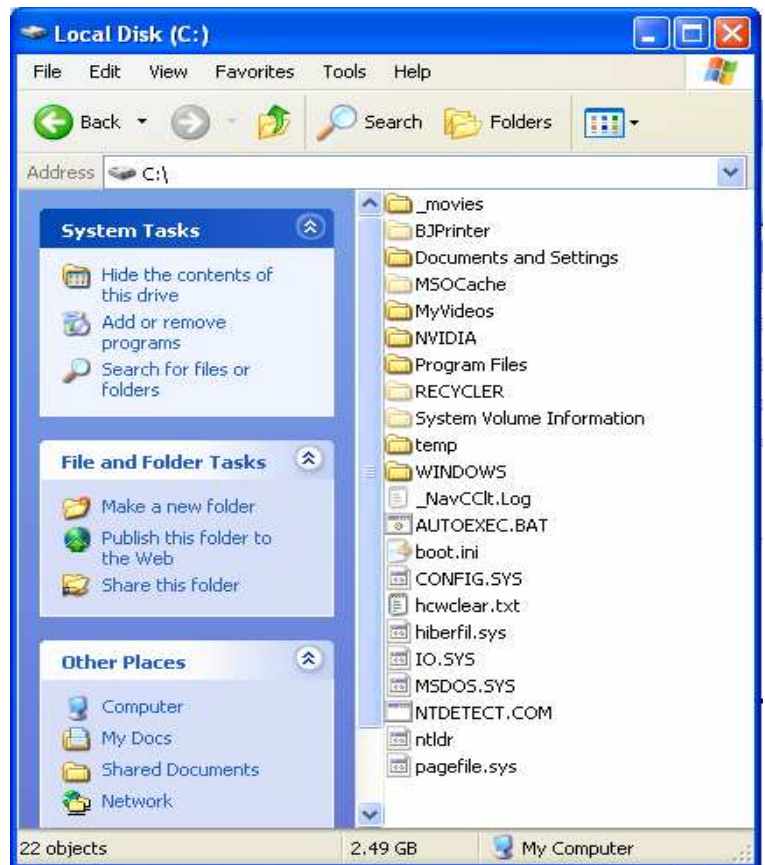 Local Disk (C:)
File Edit View Favorites Tools Help
Back Search Folders
Address C:\
System Tasks
Hide the contents of
this drive
Add or remove
programs
Search for files or
folders
File and Folder Tasks
Make a new folder
Publish this folder to
the Web
Share this folder
Other Places
Computer
My Docs
Shared Documents
Network
_movies
BJPrinter
Documents and Settings
MSOCache
MyVideos
NVIDIA
Program Files
RECYCLER
System Volume Information
temp
WINDOWS
_NavCClt.Log
AUTOEXEC.BAT
boot.ini
CONFIG.SYS
hcwclear.txt
hiberfil.sys
IO.SYS
MSDOS.SYS
NTDETECT.COM
ntldr
pagefile.sys
22 objects 2,49 GB My Computer